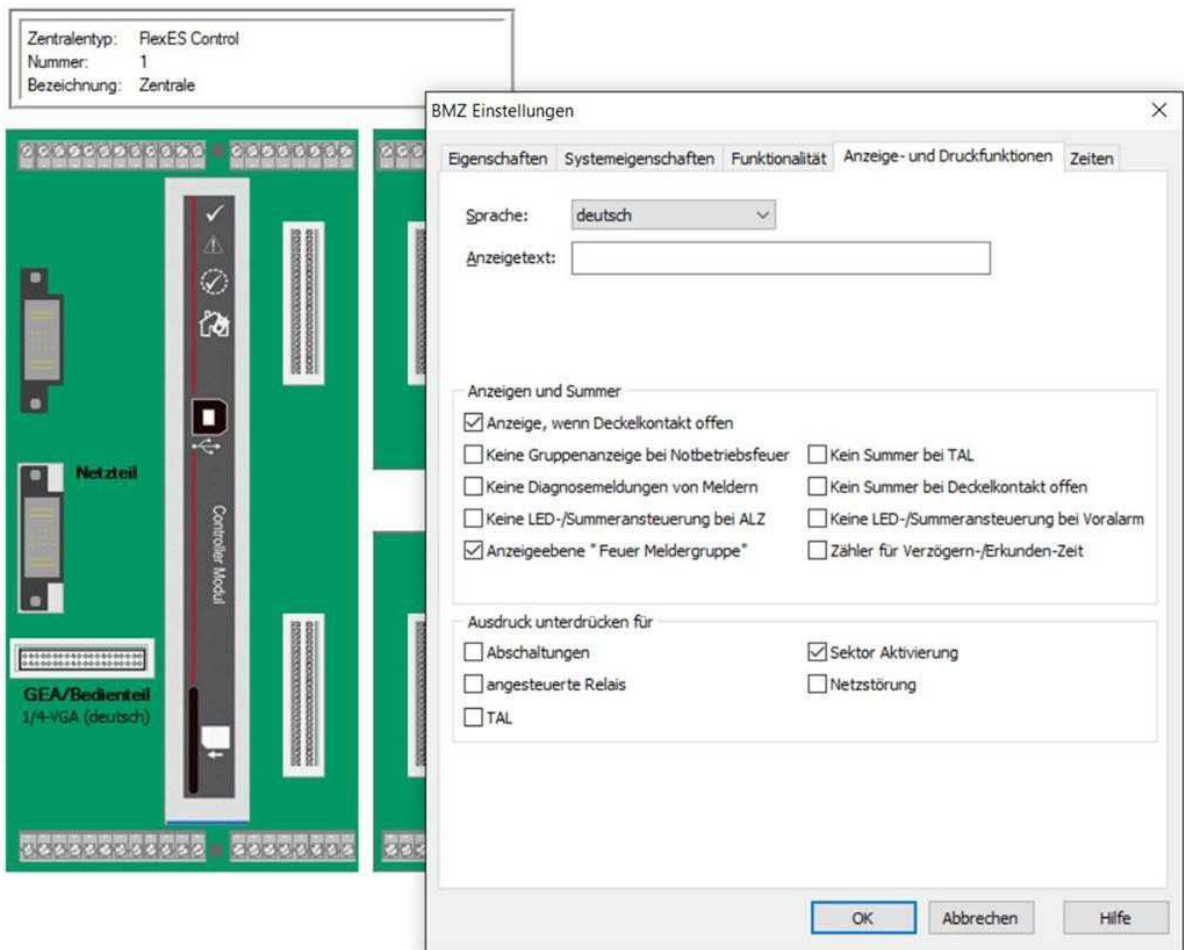 Zentralentyp: FlexES Control
Nummer: 1
Bezeichnung: Zentrale
Netzteil
Controller Modul
GEA/Bedienteil
1/4-VGA (deutsch)
BMZ Einstellungen
Eigenschaften Systemeigenschaften Funktionalität Anzeige- und Druckfunktionen Zeiten
Sprache: deutsch
Anzeigetext:
Anzeigen und Summer
Anzeige, wenn Deckelkontakt offen
Keine Gruppenanzeige bei Notbetriebsfeuer Kein Summer bei TAL
Keine Diagnosemeldungen von Meldern Kein Summer bei Deckelkontakt offen
Keine LED-/Summeransteuerung bei ALZ Keine LED-/Summeransteuerung bei Voralarm
Anzeigeebene " Feuer Meldergruppe" Zähler für Verzögern-/Erkunden-Zeit
Ausdruck unterdrücken für
Abschaltungen Sektor Aktivierung
angesteuerte Relais Netzstörung
TAL
OK Abbrechen Hilfe